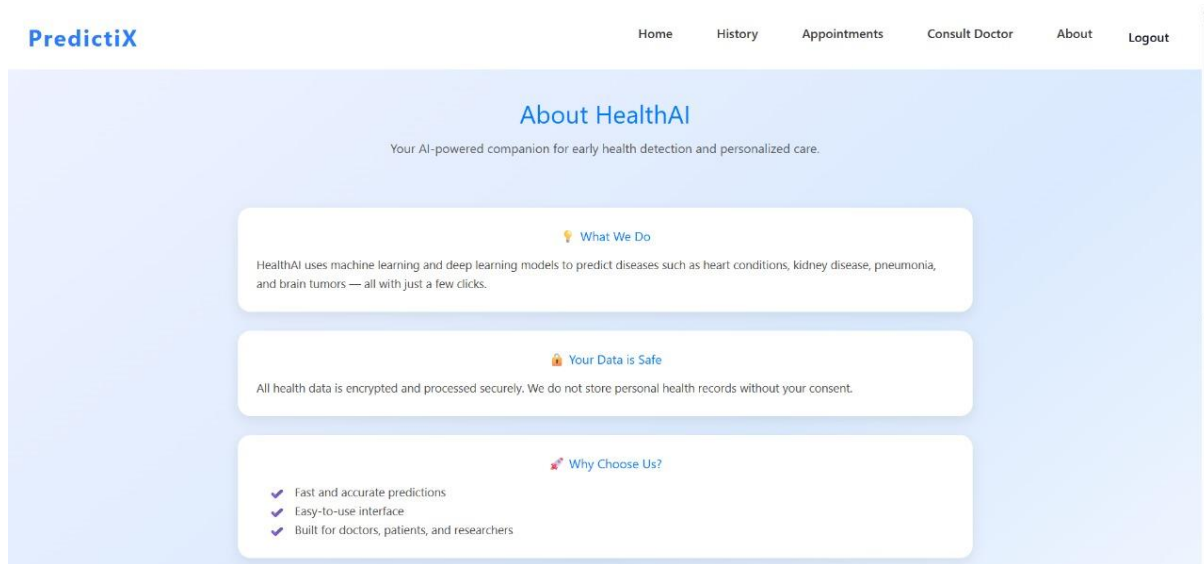 PredictiX
Home History Appointments Consult Doctor About Logout
About HealthAI
Your AI-powered companion for early health detection and personalized care.
💡 What We Do
HealthAI uses machine learning and deep learning models to predict diseases such as heart conditions, kidney disease, pneumonia,
and brain tumors — all with just a few clicks.
🔒 Your Data is Safe
All health data is encrypted and processed securely. We do not store personal health records without your consent.
🚀 Why Choose Us?
✔ Fast and accurate predictions
✔ Easy-to-use interface
✔ Built for doctors, patients, and researchers